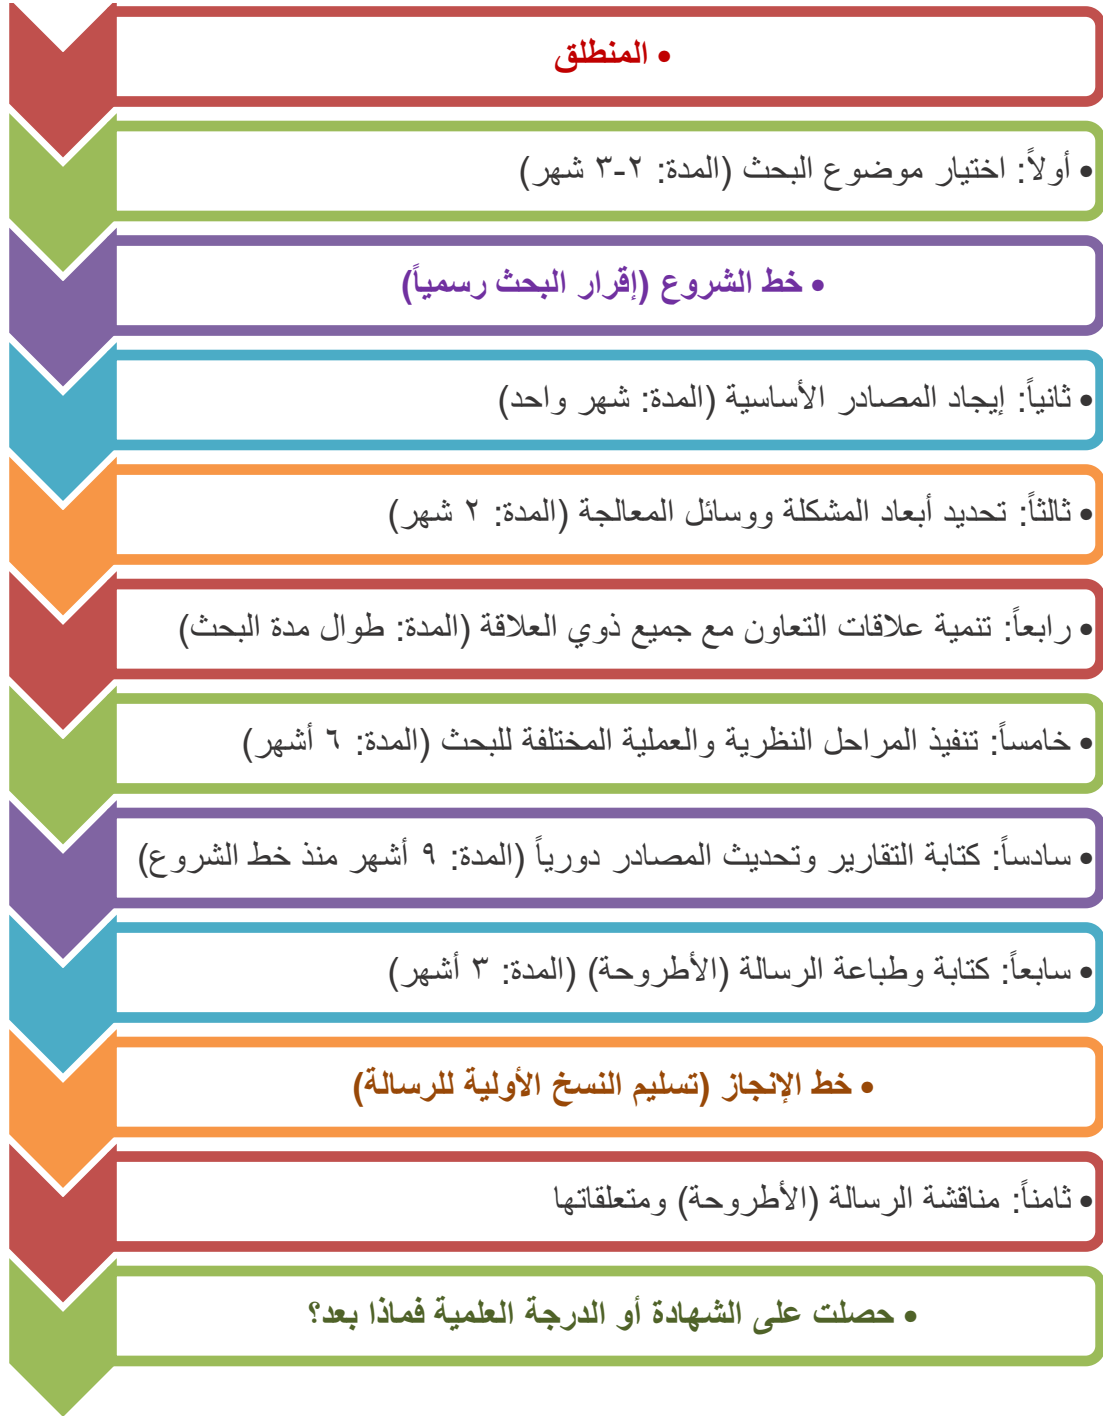 • المنطلق
• أولاً: اختيار موضوع البحث (المدة: ٢-٣ شهر)
• خط الشروع (إقرار البحث رسمياً)
• ثانياً: إيجاد المصادر الأساسية (المدة: شهر واحد)
• ثالثاً: تحديد أبعاد المشكلة ووسائل المعالجة (المدة: ٢ شهر)
• رابعاً: تنمية علاقات التعاون مع جميع ذوي العلاقة (المدة: طوال مدة البحث)
• خامساً: تنفيذ المراحل النظرية والعملية المختلفة للبحث (المدة: ٦ أشهر)
• سادساً: كتابة التقارير وتحديث المصادر دورياً (المدة: ٩ أشهر منذ خط الشروع)
• سابعاً: كتابة وطباعة الرسالة (الأطروحة) (المدة: ٣ أشهر)
• خط الإنجاز (تسليم النسخ الأولية للرسالة)
• ثامناً: مناقشة الرسالة (الأطروحة) ومتعلقاتها
• حصلت على الشهادة أو الدرجة العلمية فماذا بعد؟